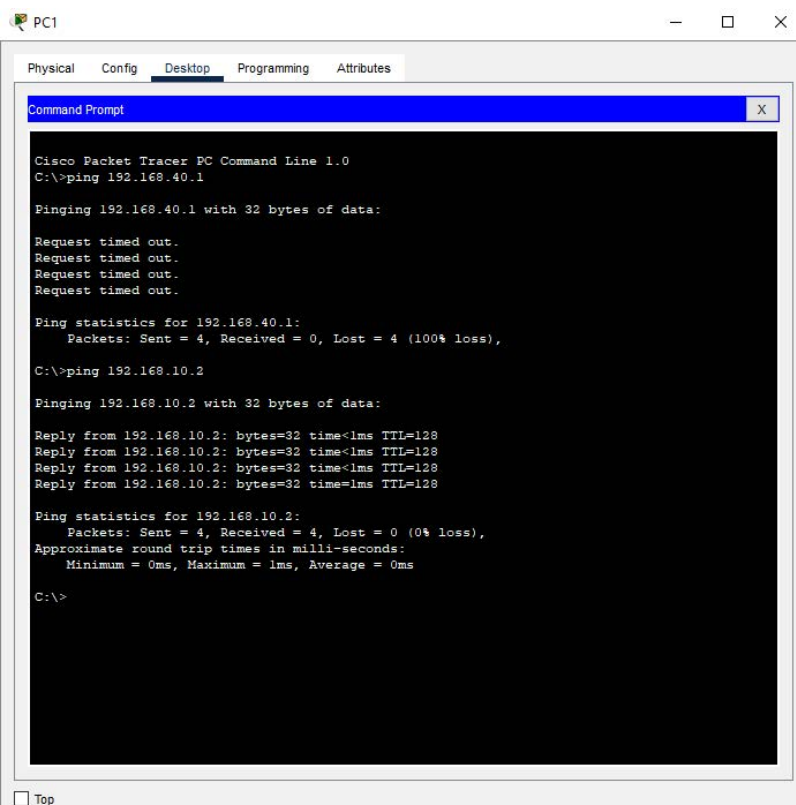 PC1
Physical Config Desktop Programming Attributes
Command Prompt X
Cisco Packet Tracer PC Command Line 1.0
C:\>ping 192.168.40.1
Pinging 192.168.40.1 with 32 bytes of data:
Request timed out.
Request timed out.
Request timed out.
Request timed out.
Ping statistics for 192.168.40.1:
Packets: Sent = 4, Received = 0, Lost = 4 (100% loss),
C:\>ping 192.168.10.2
Pinging 192.168.10.2 with 32 bytes of data:
Reply from 192.168.10.2: bytes=32 time<1ms TTL=128
Reply from 192.168.10.2: bytes=32 time<1ms TTL=128
Reply from 192.168.10.2: bytes=32 time<1ms TTL=128
Reply from 192.168.10.2: bytes=32 time=1ms TTL=128
Ping statistics for 192.168.10.2:
Packets: Sent = 4, Received = 4, Lost = 0 (0% loss),
Approximate round trip times in milli-seconds:
Minimum = 0ms, Maximum = 1ms, Average = 0ms
C:\>
Top